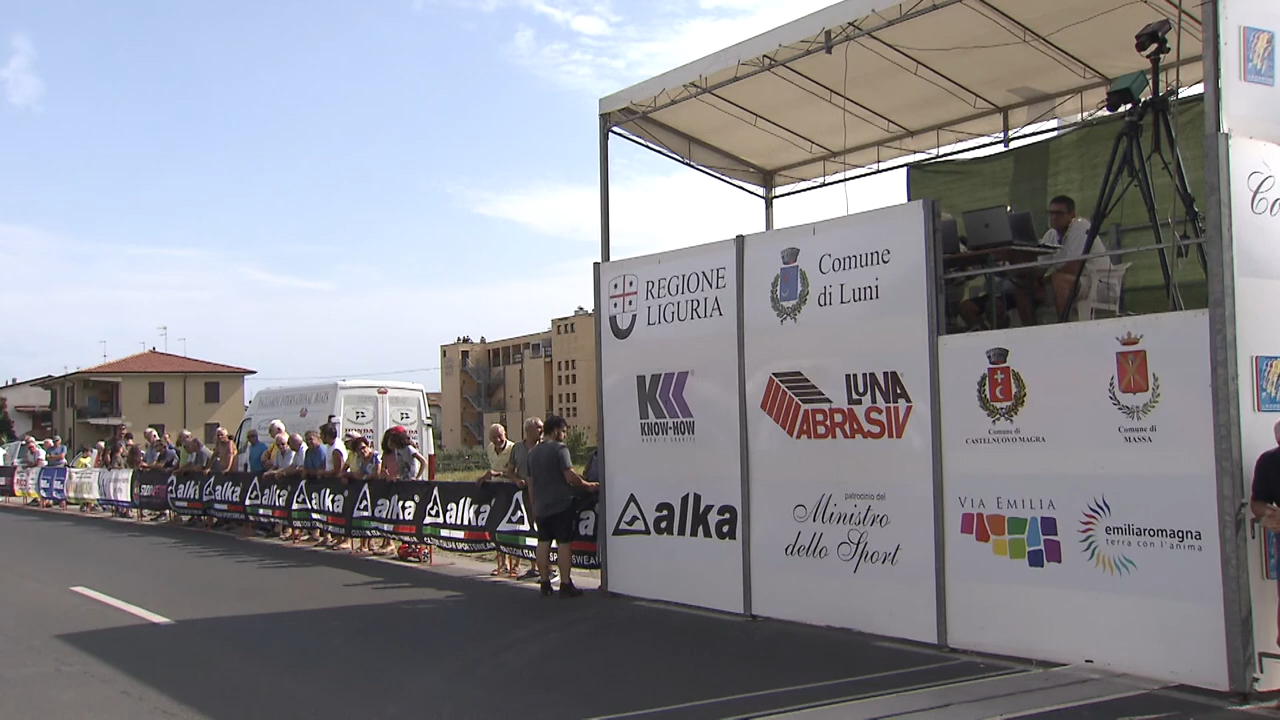 REGIONE
LIGURIA
Comune
di Luni
KNOW-HOW
LUNA
ABRASIV
alka
patrocinio del
Ministro
dello Sport
Comune di
CASTELNUOVO MAGRA
Comune di
MASSA
VIA EMILIA
emiliaromagna
terra con l'anima
alka
alka
alka
alka
alka
alka
alka
HONDA